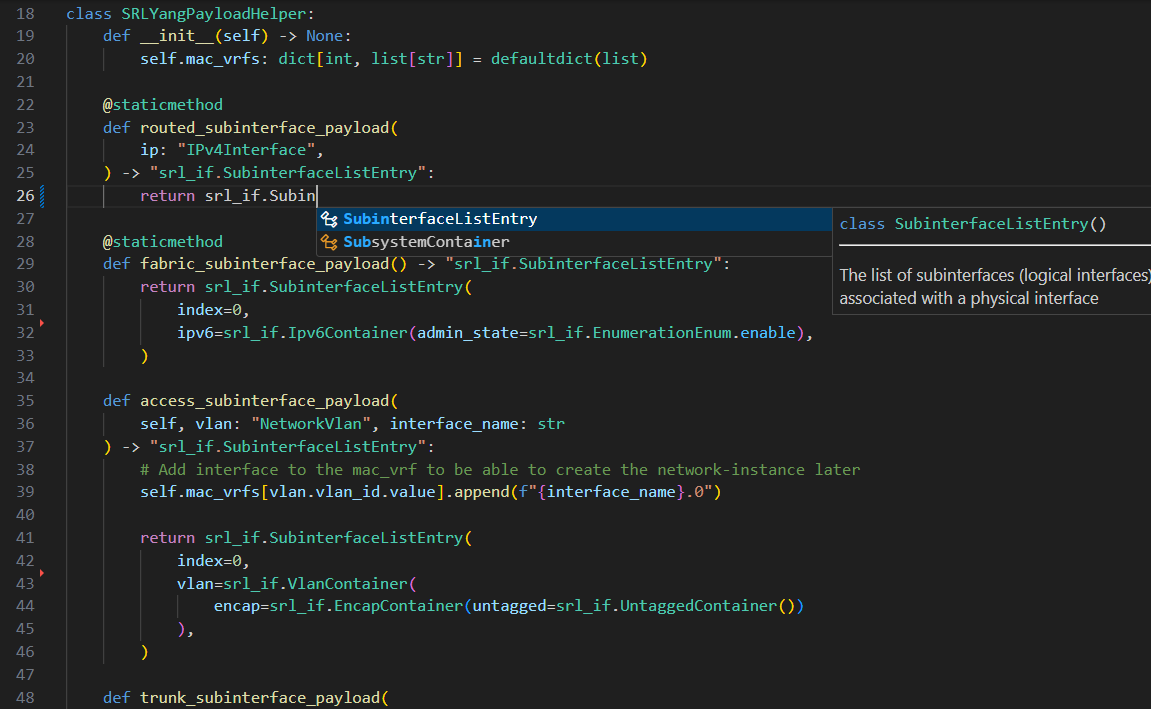 18 class SRLYangPayloadHelper:
19 def __init__(self) -> None:
20 self.mac_vrfs: dict[int, list[str]] = defaultdict(list)
21
22 @staticmethod
23 def routed_subinterface_payload(
24 ip: "IPv4Interface",
25 ) -> "srl_if.SubinterfaceListEntry":
26 return srl_if.Subin
27 SubinterfaceListEntry class SubinterfaceListEntry()
28 @staticmethod SubsystemContainer
29 def fabric_subinterface_payload() -> "srl_if.SubinterfaceListEntry":
The list of subinterfaces (logical interfaces)
associated with a physical interface
30 return srl_if.SubinterfaceListEntry(
31 index=0,
32 ipv6=srl_if.Ipv6Container(admin_state=srl_if.EnumerationEnum.enable),
33 )
34
35 def access_subinterface_payload(
36 self, vlan: "NetworkVlan", interface_name: str
37 ) -> "srl_if.SubinterfaceListEntry":
38 # Add interface to the mac_vrf to be able to create the network-instance later
39 self.mac_vrfs[vlan.vlan_id.value].append(f"{interface_name}.0")
40
41 return srl_if.SubinterfaceListEntry(
42 index=0,
43 vlan=srl_if.VlanContainer(
44 encap=srl_if.EncapContainer(untagged=srl_if.UntaggedContainer())
45 ),
46 )
47
48 def trunk_subinterface_payload(